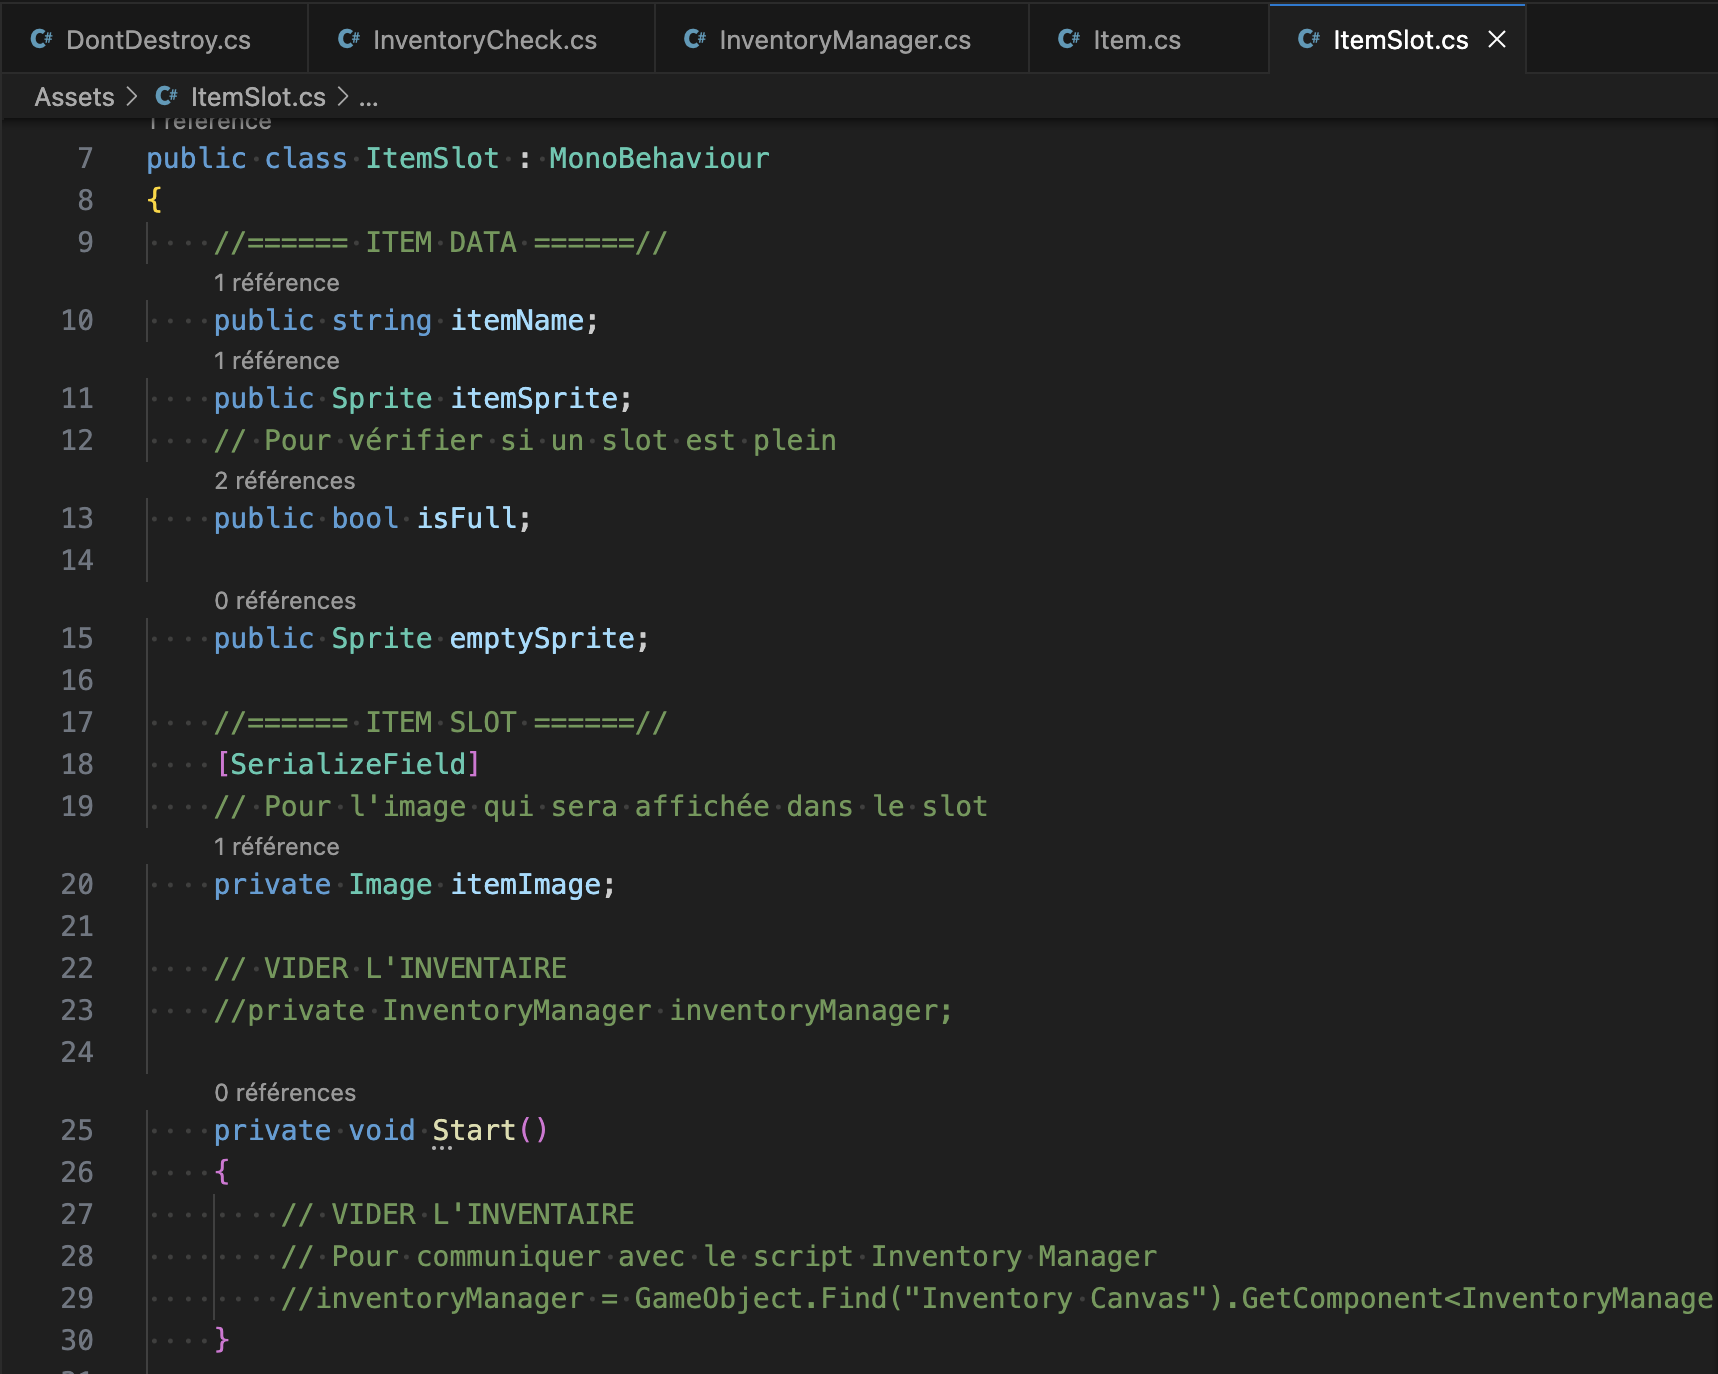 DontDestroy.cs InventoryCheck.cs InventoryManager.cs Item.cs ItemSlot.cs
Assets > ItemSlot.cs > ...
1 référence
7 public class ItemSlot : MonoBehaviour
8 {
9 //====== ITEM DATA ======//
1 référence
10 public string itemName;
1 référence
11 public Sprite itemSprite;
12 // Pour vérifier si un slot est plein
2 références
13 public bool isFull;
14
0 références
15 public Sprite emptySprite;
16
17 //====== ITEM SLOT ======//
18 [SerializeField]
19 // Pour l'image qui sera affichée dans le slot
1 référence
20 private Image itemImage;
21
22 // VIDER L'INVENTAIRE
23 //private InventoryManager inventoryManager;
24
0 références
25 private void Start()
26 {
27 // VIDER L'INVENTAIRE
28 // Pour communiquer avec le script Inventory Manager
29 //inventoryManager = GameObject.Find("Inventory Canvas").GetComponent<InventoryManage
30 }